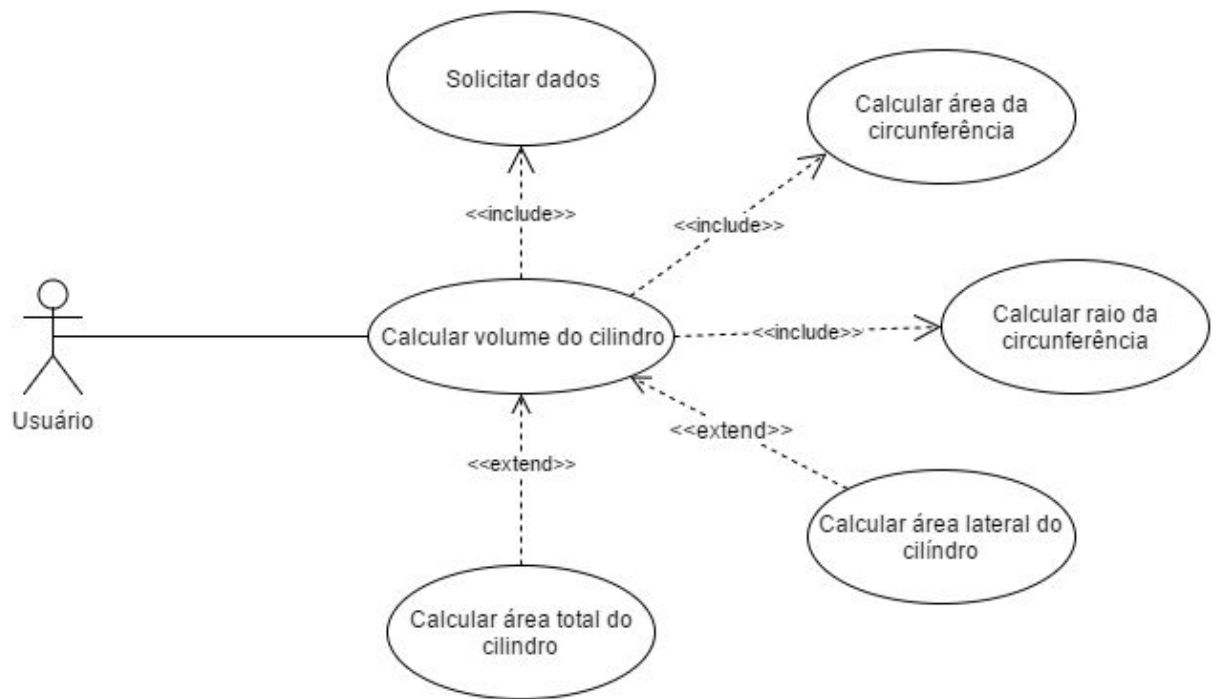 Solicitar dados
Calcular área da
circunferência
<<include>>
<<include>>
Calcular raio da
circunferência
<<include>>
Calcular volume do cilindro
Usuário
<<extend>>
<<extend>>
Calcular área lateral do
cilíndro
Calcular área total do
cilindro